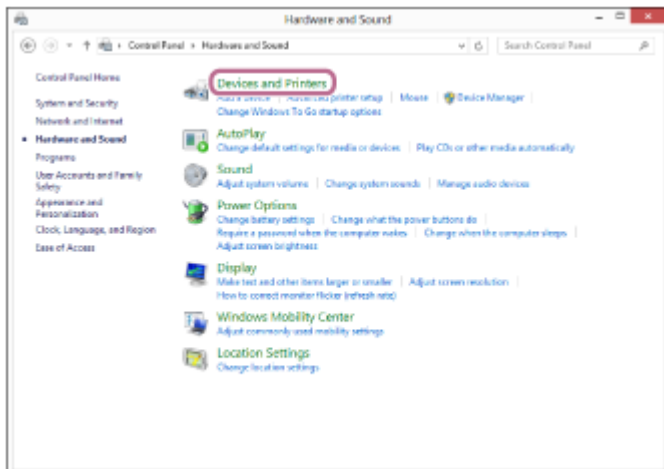 Hardware and Sound
Control Panel › Hardware and Sound
Search Control Panel
Control Panel Home
System and Security
Network and Internet
Hardware and Sound
Programs
User Accounts and Family
Safety
Appearance and
Personalization
Clock, Language, and Region
Ease of Access
Devices and Printers
Add a device | Advanced printer setup | Mouse | Device Manager |
Change Windows To Go startup options
AutoPlay
Change default settings for media or devices | Play CDs or other media automatically
Sound
Adjust system volume | Change system sounds | Manage audio devices
Power Options
Change battery settings | Change what the power buttons do |
Require a password when the computer wakes | Change when the computer sleeps |
Adjust screen brightness
Display
Make text and other items larger or smaller | Adjust screen resolution |
How to correct monitor flicker (refresh rate)
Windows Mobility Center
Adjust commonly used mobility settings
Location Settings
Change location settings